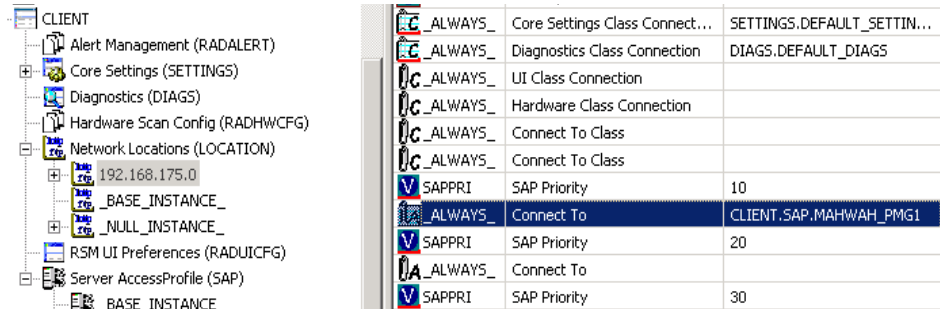 CLIENT
Alert Management (RADALERT)
Core Settings (SETTINGS)
Diagnostics (DIAGS)
Hardware Scan Config (RADHWCFG)
Network Locations (LOCATION)
192.168.175.0
_BASE_INSTANCE_
_NULL_INSTANCE_
RSM UI Preferences (RADUICFG)
Server AccessProfile (SAP)
BASE INSTANCE
C _ALWAYS_ Core Settings Class Connect... SETTINGS.DEFAULT_SETTIN...
C _ALWAYS_ Diagnostics Class Connection DIAGS.DEFAULT_DIAGS
C _ALWAYS_ UI Class Connection
C _ALWAYS_ Hardware Class Connection
C _ALWAYS_ Connect To Class
C _ALWAYS_ Connect To Class
V SAPPRI SAP Priority 10
A _ALWAYS_ Connect To CLIENT.SAP.MAHWAH_PMG1
V SAPPRI SAP Priority 20
A _ALWAYS_ Connect To
V SAPPRI SAP Priority 30